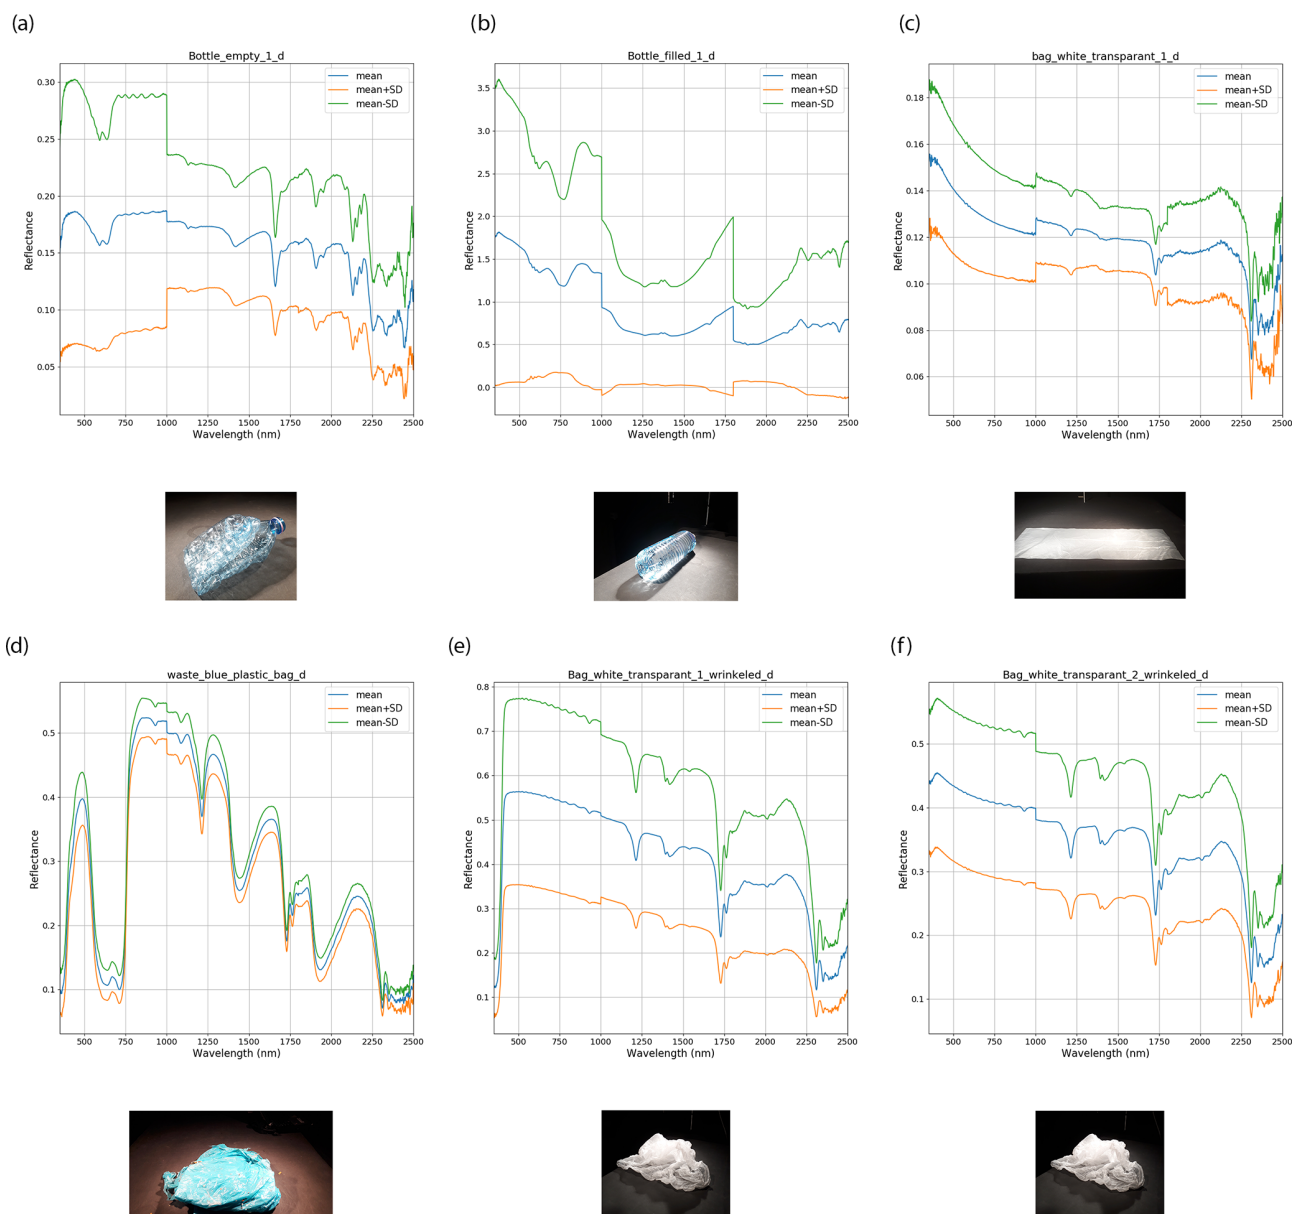 (a)
Bottle_empty_1_d
mean
mean+SD
mean-SD
Reflectance
0.30
0.25
0.20
0.15
0.10
0.05
500 750 1000 1250 1500 1750 2000 2250 2500
Wavelength (nm)
(b)
Bottle_filled_1_d
mean
mean+SD
mean-SD
Reflectance
3.5
3.0
2.5
2.0
1.5
1.0
0.5
0.0
500 750 1000 1250 1500 1750 2000 2250 2500
Wavelength (nm)
(c)
bag_white_transparant_1_d
mean
mean+SD
mean-SD
Reflectance
0.18
0.16
0.14
0.12
0.10
0.08
0.06
500 750 1000 1250 1500 1750 2000 2250 2500
Wavelength (nm)
(d)
waste_blue_plastic_bag_d
mean
mean+SD
mean-SD
Reflectance
0.5
0.4
0.3
0.2
0.1
500 750 1000 1250 1500 1750 2000 2250 2500
Wavelength (nm)
(e)
Bag_white_transparant_1_wrinkeled_d
mean
mean+SD
mean-SD
Reflectance
0.8
0.7
0.6
0.5
0.4
0.3
0.2
0.1
500 750 1000 1250 1500 1750 2000 2250 2500
Wavelength (nm)
(f)
Bag_white_transparant_2_wrinkeled_d
mean
mean+SD
mean-SD
Reflectance
0.5
0.4
0.3
0.2
0.1
500 750 1000 1250 1500 1750 2000 2250 2500
Wavelength (nm)